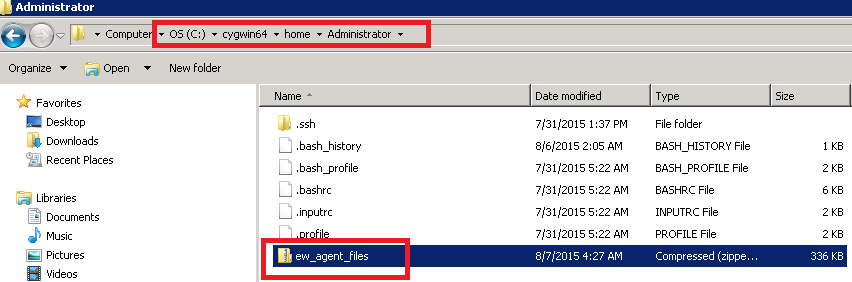 Administrator
Computer OS (C:) cygwin64 home Administrator
Organize Open New folder
Favorites
Desktop
Downloads
Recent Places
Libraries
Documents
Music
Pictures
Videos
Name Date modified Type Size
.ssh 7/31/2015 1:37 PM File folder
.bash_history 8/6/2015 2:05 AM BASH_HISTORY File 1 KB
.bash_profile 7/31/2015 5:22 AM BASH_PROFILE File 2 KB
.bashrc 7/31/2015 5:22 AM BASHRC File 6 KB
.inputrc 7/31/2015 5:22 AM INPUTRC File 2 KB
.profile 7/31/2015 5:22 AM PROFILE File 2 KB
ew_agent_files 8/7/2015 4:27 AM Compressed (zippe... 336 KB